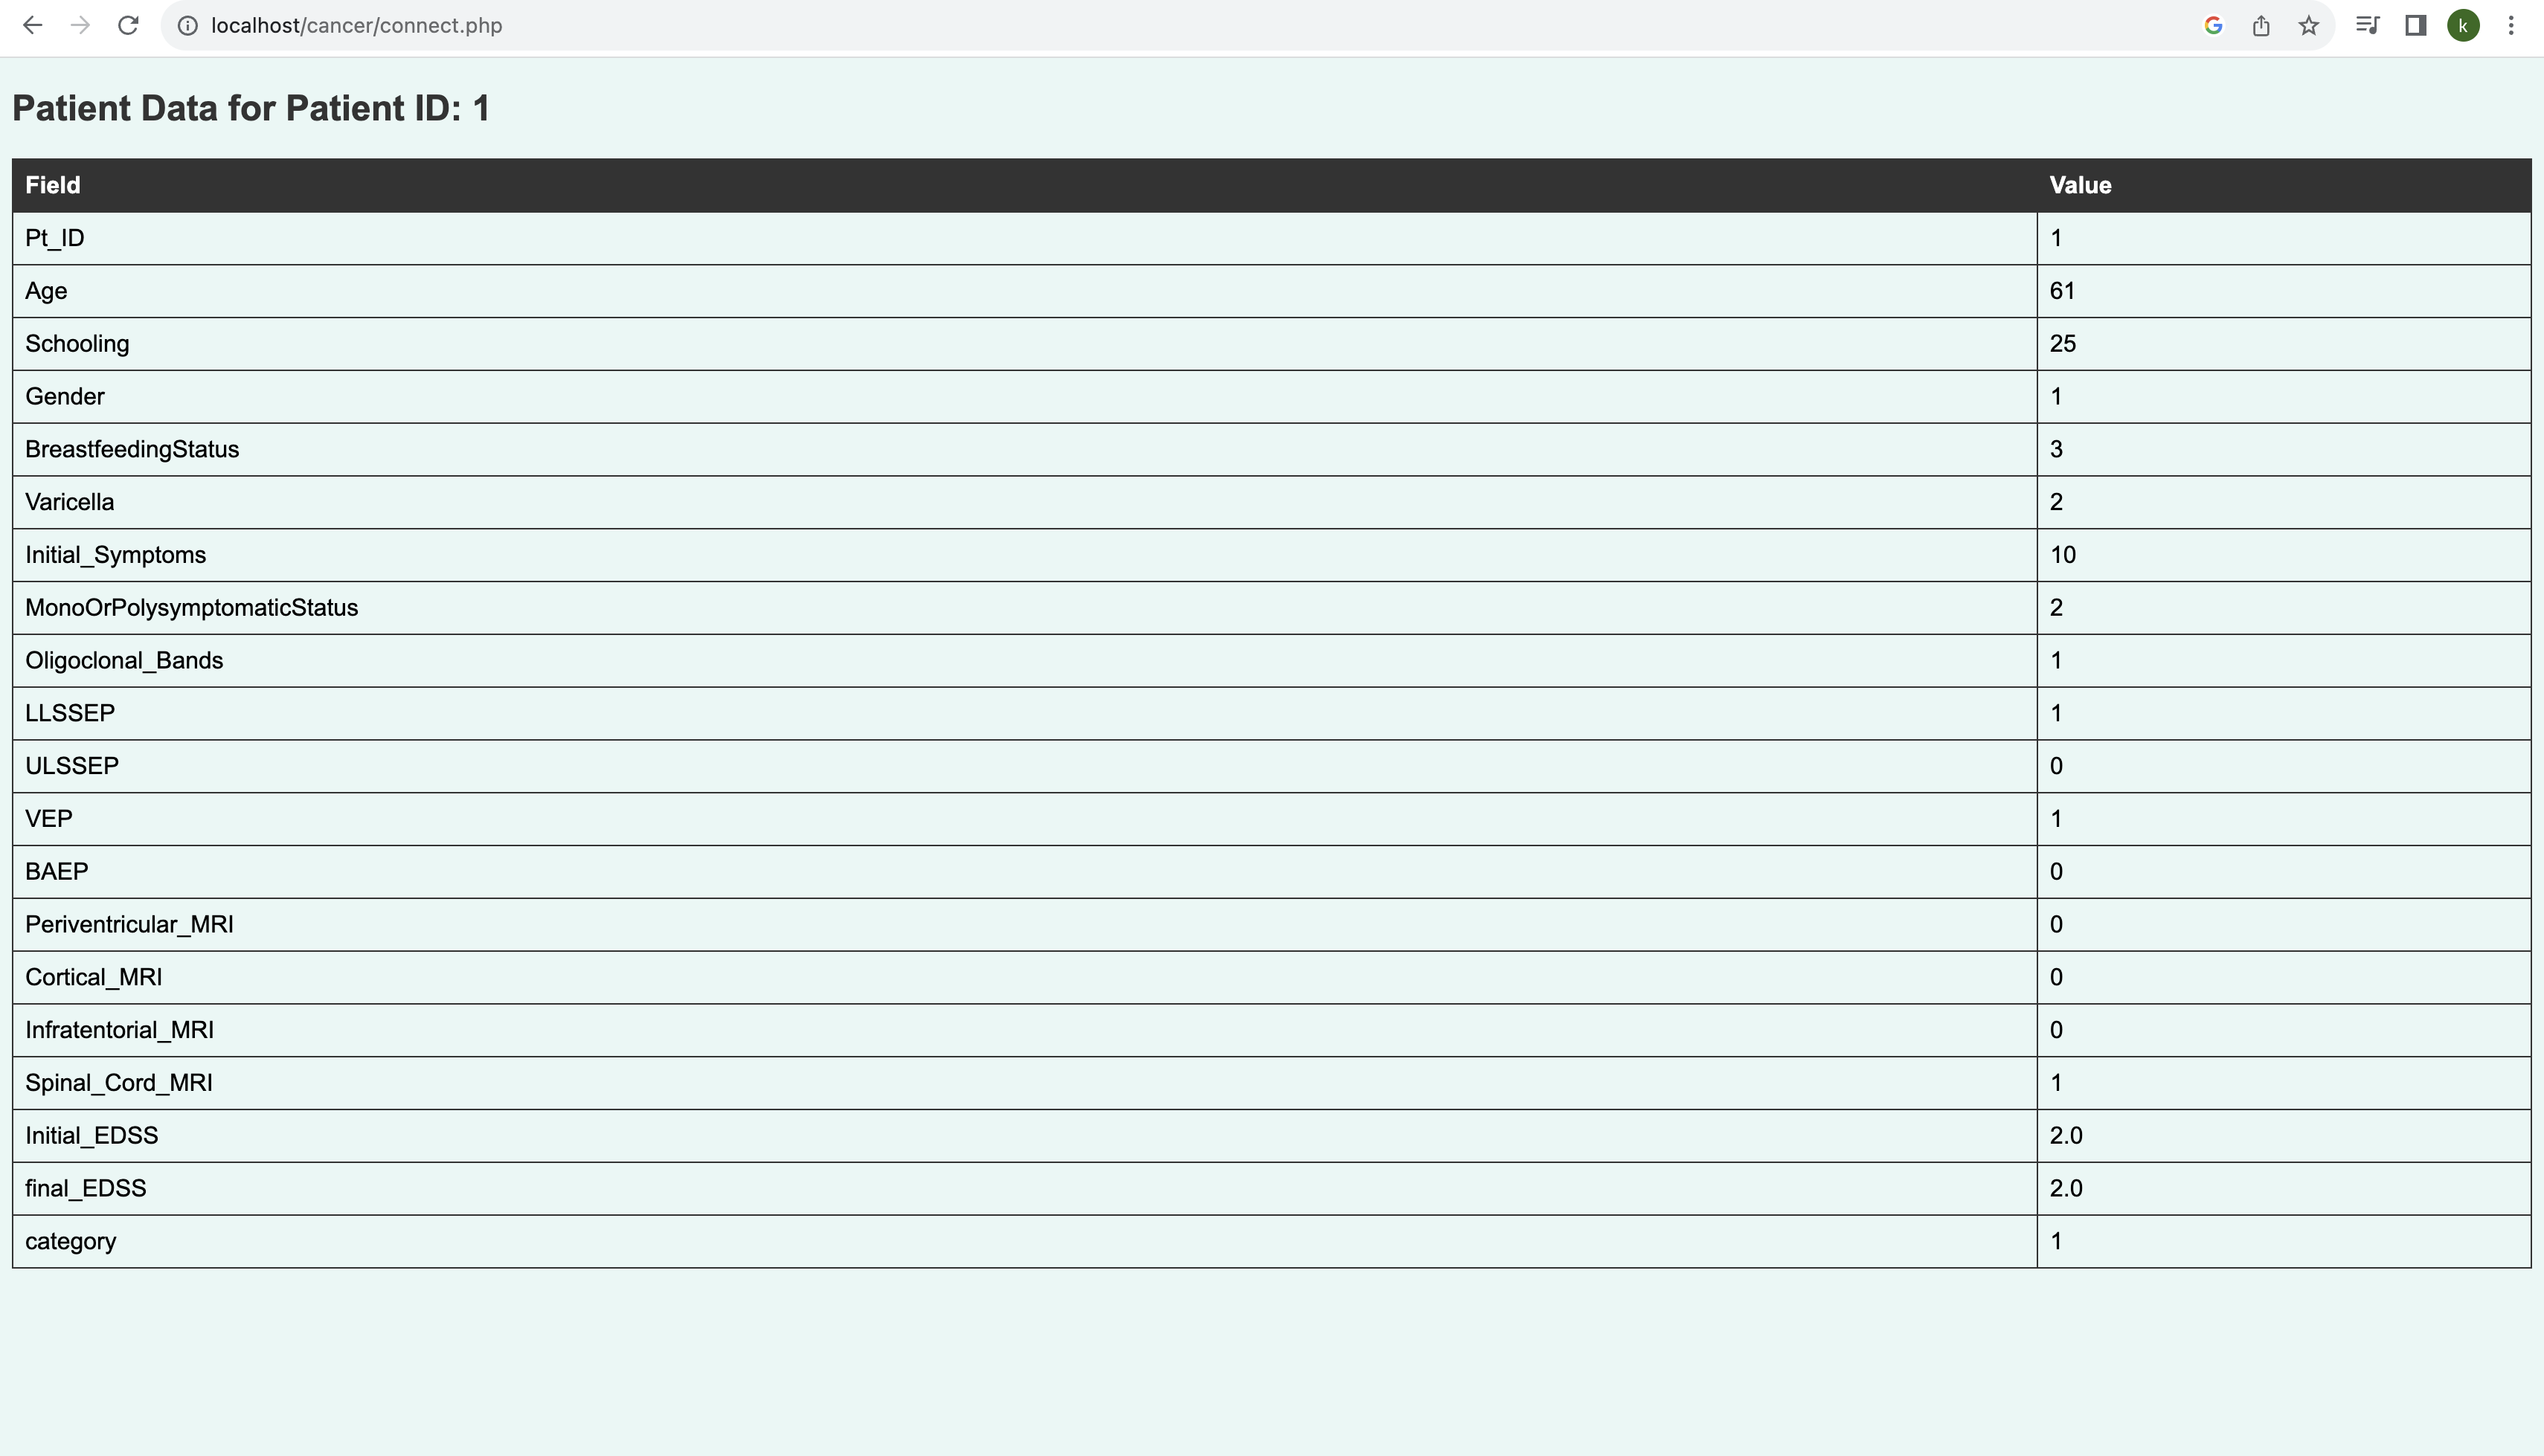 localhost/cancer/connect.php
k
Patient Data for Patient ID: 1
Field Value
Pt_ID 1
Age 61
Schooling 25
Gender 1
BreastfeedingStatus 3
Varicella 2
Initial_Symptoms 10
MonoOrPolysymptomaticStatus 2
Oligoclonal_Bands 1
LLSSEP 1
ULSSEP 0
VEP 1
BAEP 0
Periventricular_MRI 0
Cortical_MRI 0
Infratentorial_MRI 0
Spinal_Cord_MRI 1
Initial_EDSS 2.0
final_EDSS 2.0
category 1